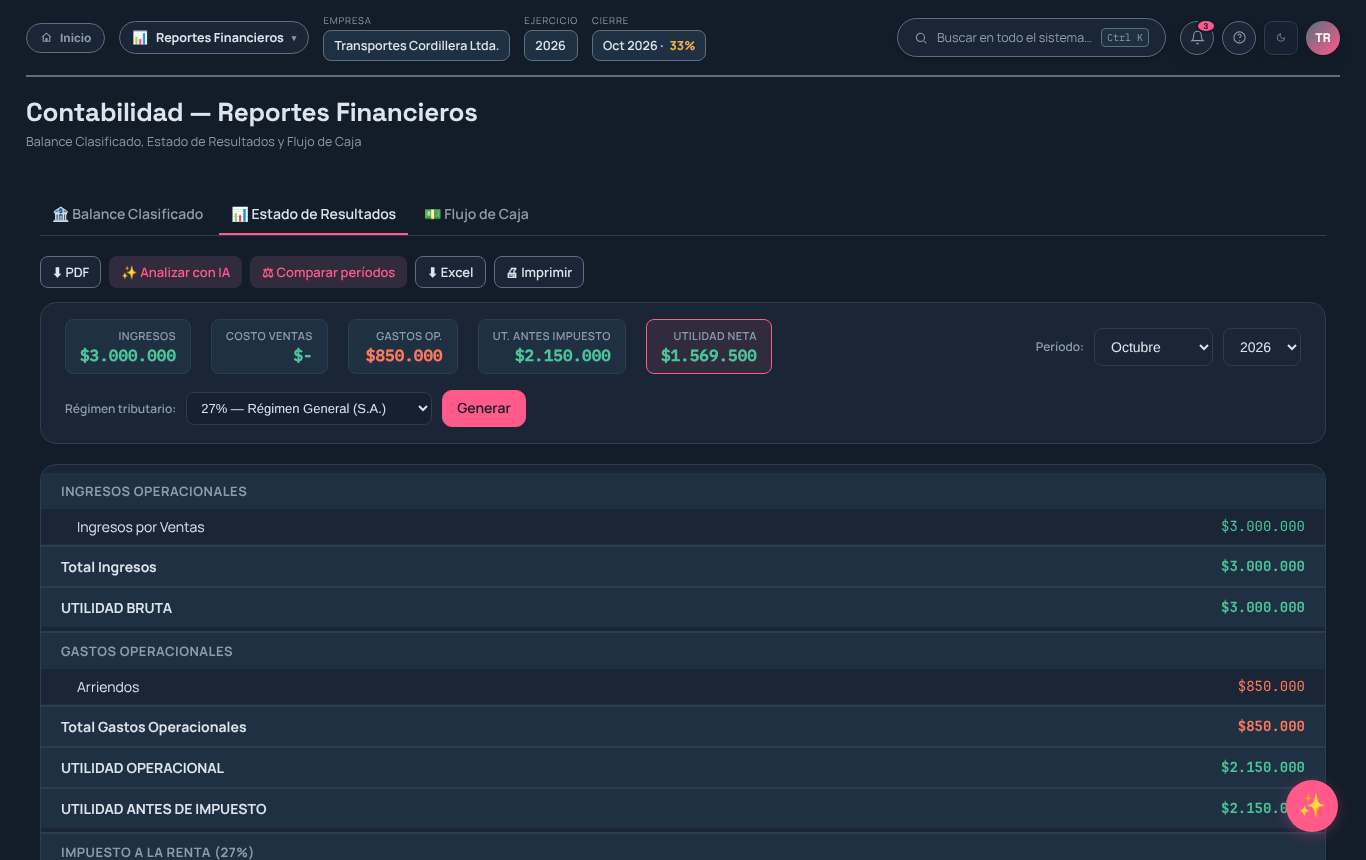 Inicio
Reportes Financieros
EMPRESA
Transportes Cordillera Ltda.
EJERCICIO
2026
CIERRE
Oct 2026 · 33%
Buscar en todo el sistema... Ctrl K
3
TR
Contabilidad — Reportes Financieros
Balance Clasificado, Estado de Resultados y Flujo de Caja
Balance Clasificado
Estado de Resultados
Flujo de Caja
PDF
Analizar con IA
Comparar períodos
Excel
Imprimir
INGRESOS
$3.000.000
COSTO VENTAS
$-
GASTOS OP.
$850.000
UT. ANTES IMPUESTO
$2.150.000
UTILIDAD NETA
$1.569.500
Período:
Octubre
2026
Régimen tributario:
27% — Régimen General (S.A.)
Generar
INGRESOS OPERACIONALES
Ingresos por Ventas $3.000.000
Total Ingresos $3.000.000
UTILIDAD BRUTA $3.000.000
GASTOS OPERACIONALES
Arriendos $850.000
Total Gastos Operacionales $850.000
UTILIDAD OPERACIONAL $2.150.000
UTILIDAD ANTES DE IMPUESTO $2.150.0
IMPUESTO A LA RENTA (27%)